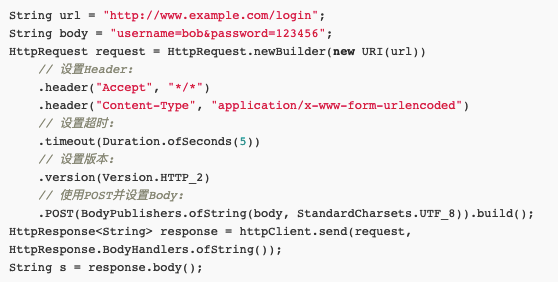 String url = "http://www.example.com/login";
String body = "username=bob&password=123456";
HttpRequest request = HttpRequest.newBuilder(new URI(url))
    // 设置Header:
    .header("Accept", "*/*")
    .header("Content-Type", "application/x-www-form-urlencoded")
    // 设置超时:
    .timeout(Duration.ofSeconds(5))
    // 设置版本:
    .version(Version.HTTP_2)
    // 使用POST并设置Body:
    .POST(BodyPublishers.ofString(body, StandardCharsets.UTF_8)).build();
HttpResponse<String> response = httpClient.send(request,
HttpResponse.BodyHandlers.ofString());
String s = response.body();